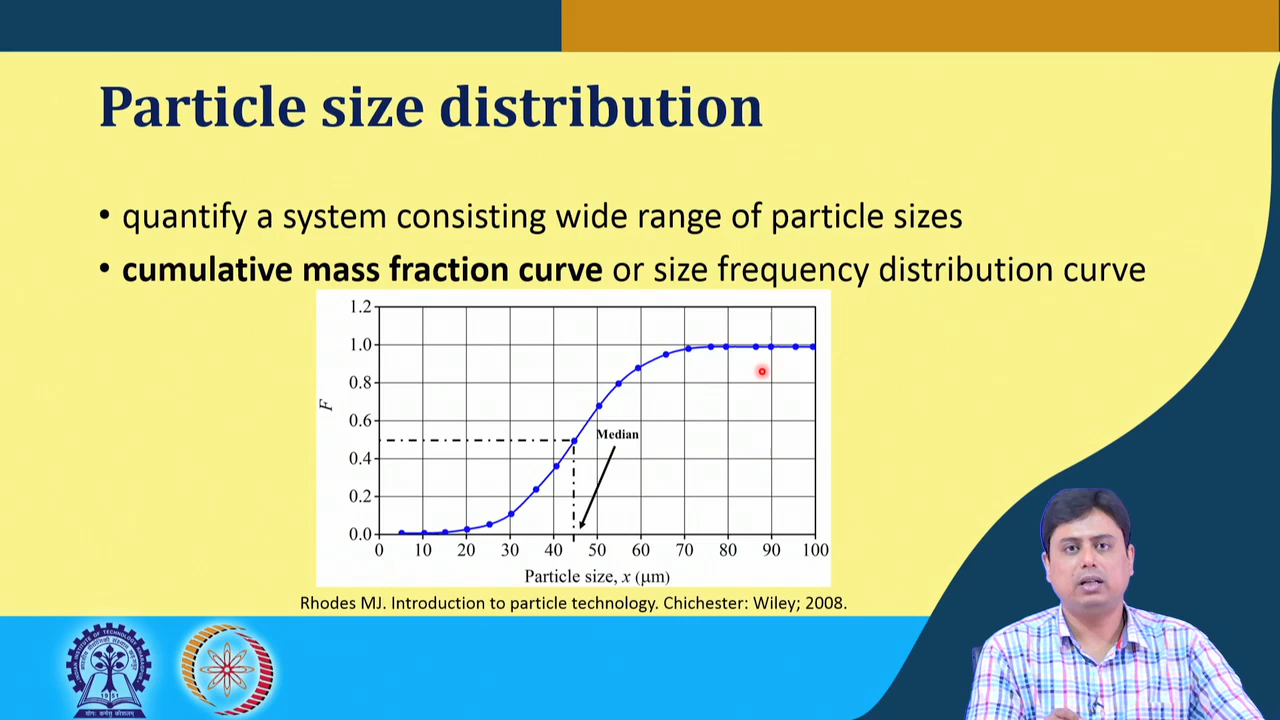 Particle size distribution
• quantify a system consisting wide range of particle sizes
• cumulative mass fraction curve or size frequency distribution curve
1.2
1.0
0.8
0.6
0.4
0.2
0.0
F
Median
0 10 20 30 40 50 60 70 80 90 100
Particle size, x (μm)
Rhodes MJ. Introduction to particle technology. Chichester: Wiley; 2008.
1951